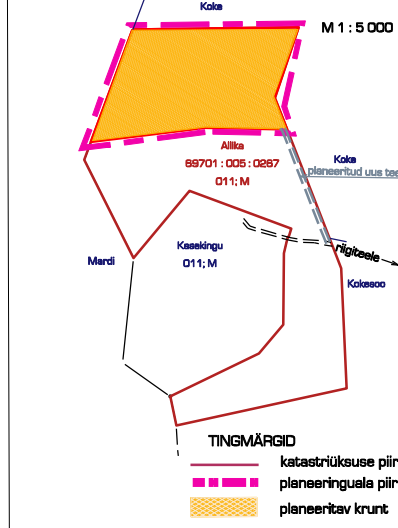 Koka
M 1 : 5 000
Allika
69701 : 005 : 0267
011; M
Koka
planeeritud uus tee
riigiteele
Kasekingu
011; M
Mardi
Kokasoo
TINGMÄRGID
katastriüksuse piir
planeeringuala piir
planeeritav krunt